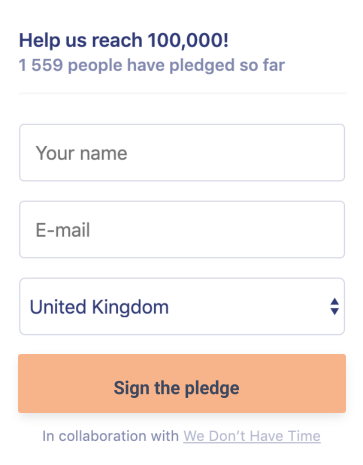 Help us reach 100,000!
1 559 people have pledged so far
Your name
E-mail
United Kingdom
Sign the pledge
In collaboration with We Don't Have Time